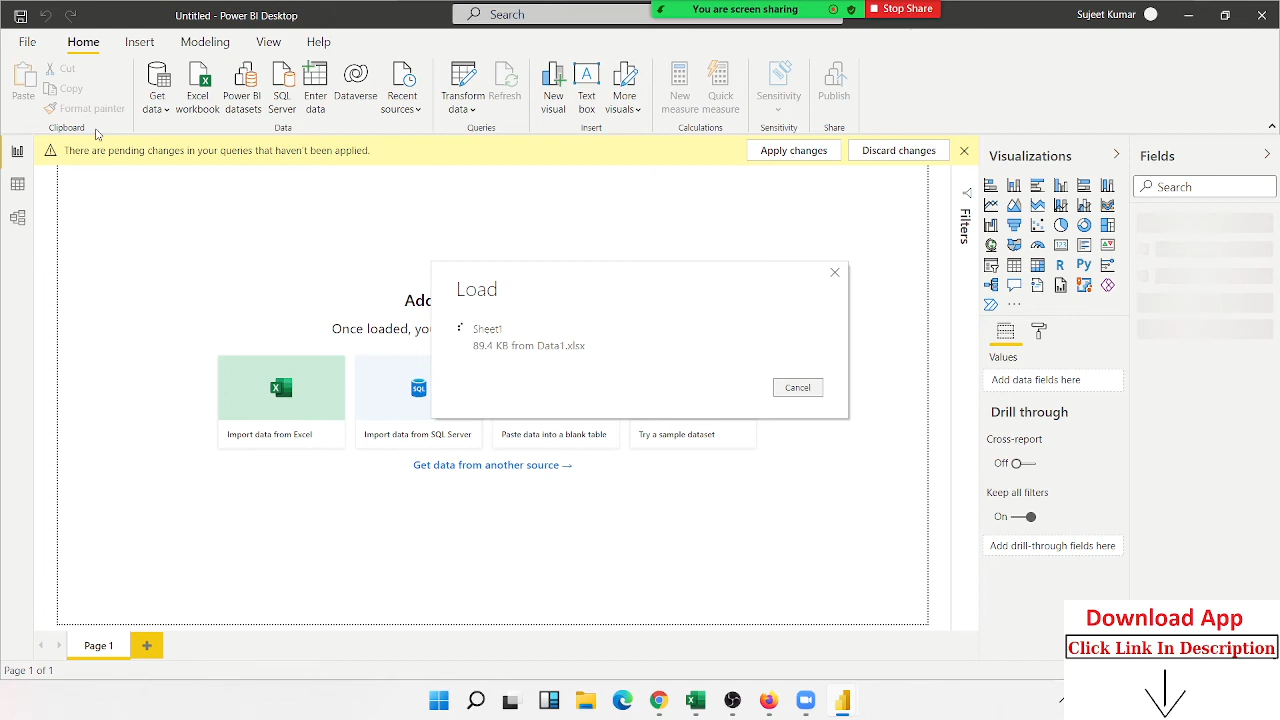 Untitled - Power BI Desktop
Search
You are screen sharing
Stop Share
Sujeet Kumar
File
Home
Insert
Modeling
View
Help
Paste
Cut
Copy
Format painter
Clipboard
Get data
Excel workbook
Power BI datasets
SQL Server
Enter data
Dataverse
Recent sources
Data
Transform data
Refresh
Queries
New visual
Text box
More visuals
Insert
New measure
Quick measure
Calculations
Sensitivity
Sensitivity
Publish
Share
There are pending changes in your queries that haven't been applied.
Apply changes
Discard changes
Filters
Visualizations
Fields
Search
Add
Once loaded, you
Load
Sheet1
89.4 KB from Data1.xlsx
Cancel
SQL
Import data from Excel
Import data from SQL Server
Paste data into a blank table
Try a sample dataset
Get data from another source →
123
R
Py
Values
Add data fields here
Drill through
Cross-report
Off
Keep all filters
On
Add drill-through fields here
Page 1
Page 1 of 1
Download App
Click Link In Description